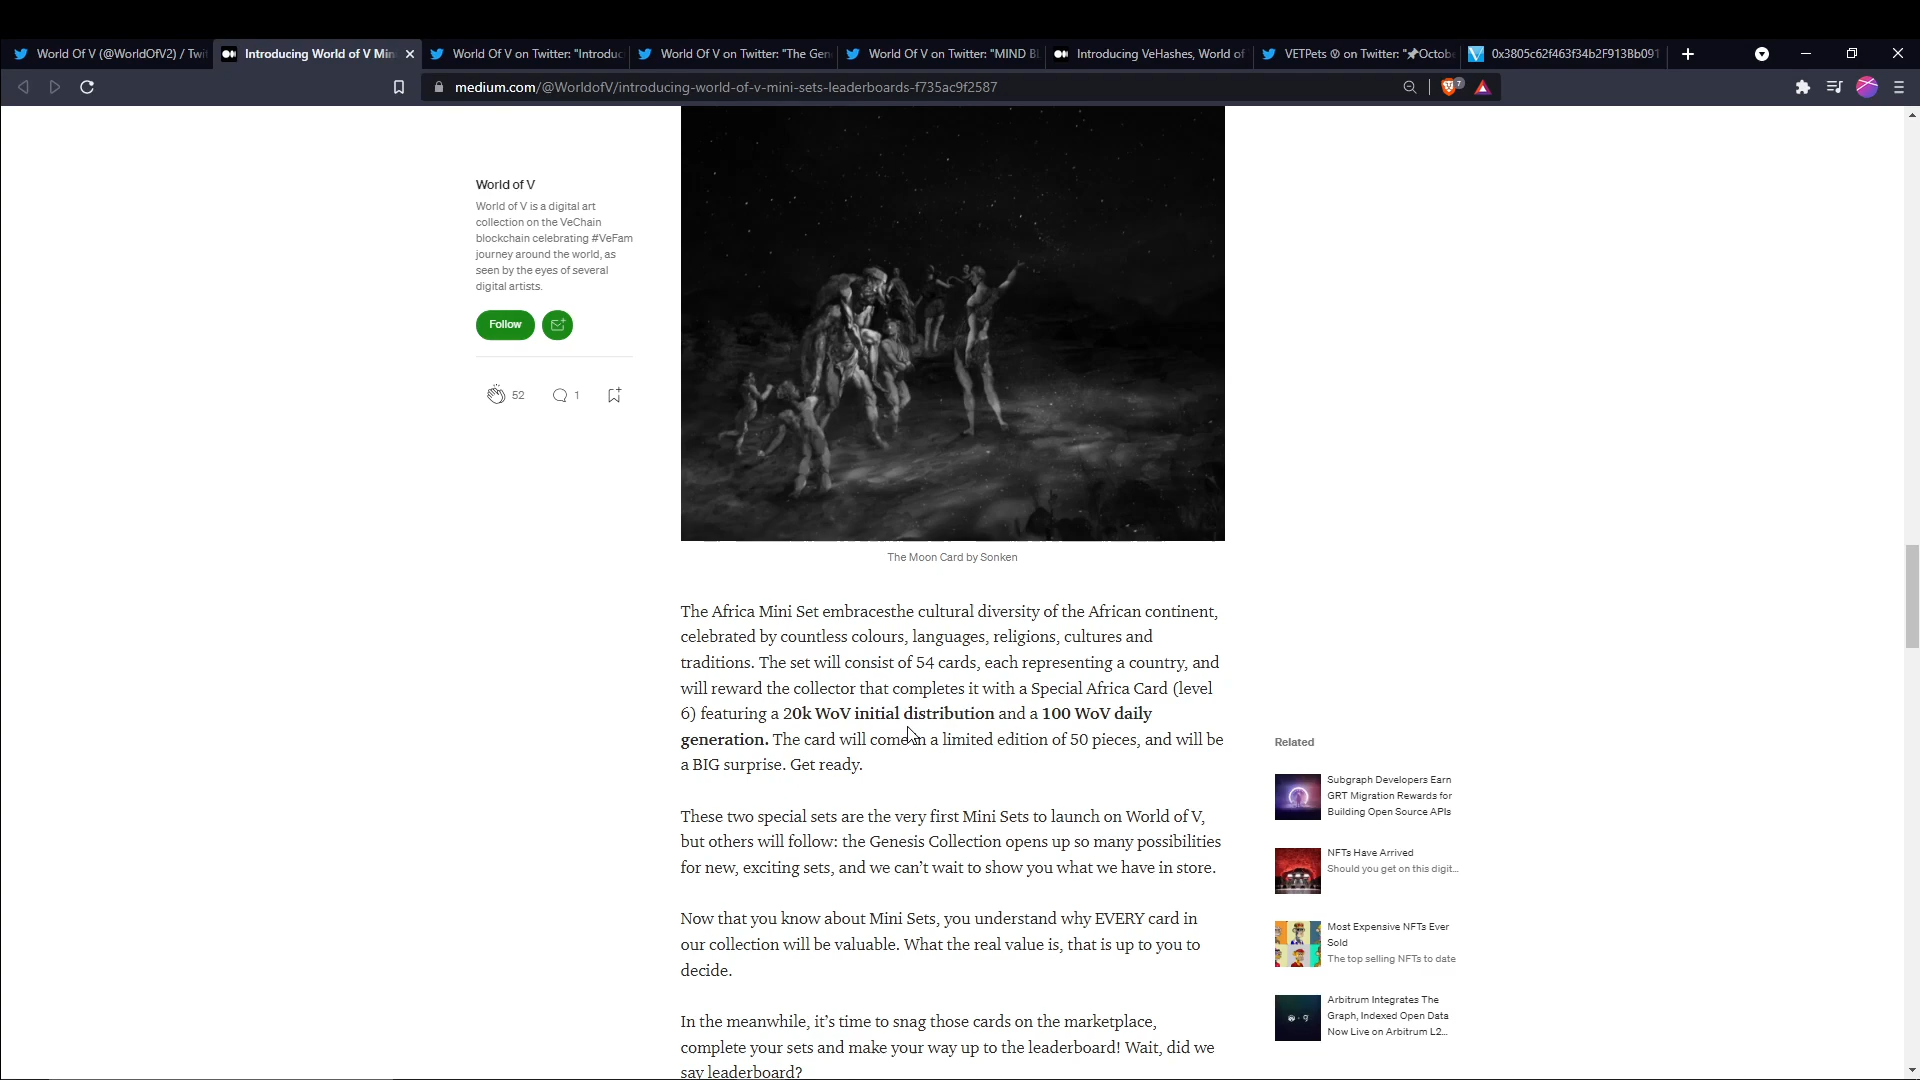 World Of V (@WorldOfV2) / Twi
Introducing World of V Min
World Of V on Twitter: "Introduc
World Of V on Twitter: "The Gen
World Of V on Twitter: "MIND BL
Introducing VeHashes, World of
VETPets Ⓥ on Twitter: "📌Octobe
0x3805c62f463f34b2F913Bb091
medium.com/@WorldofV/introducing-world-of-v-mini-sets-leaderboards-f735ac9f2587
7
World of V
World of V is a digital art
collection on the VeChain
blockchain celebrating #VeFam
journey around the world, as
seen by the eyes of several
digital artists.
Follow
52
1
The Moon Card by Sonken
The Africa Mini Set embracesthe cultural diversity of the African continent,
celebrated by countless colours, languages, religions, cultures and
traditions. The set will consist of 54 cards, each representing a country, and
will reward the collector that completes it with a Special Africa Card (level
6) featuring a 20k WoV initial distribution and a 100 WoV daily
generation. The card will come in a limited edition of 50 pieces, and will be
a BIG surprise. Get ready.
These two special sets are the very first Mini Sets to launch on World of V,
but others will follow: the Genesis Collection opens up so many possibilities
for new, exciting sets, and we can't wait to show you what we have in store.
Now that you know about Mini Sets, you understand why EVERY card in
our collection will be valuable. What the real value is, that is up to you to
decide.
In the meanwhile, it's time to snag those cards on the marketplace,
complete your sets and make your way up to the leaderboard! Wait, did we
say leaderboard?
Related
Subgraph Developers Earn
GRT Migration Rewards for
Building Open Source APIs
NFTs Have Arrived
Should you get on this digit...
Most Expensive NFTs Ever
Sold
The top selling NFTs to date
Arbitrum Integrates The
Graph, Indexed Open Data
Now Live on Arbitrum L2...